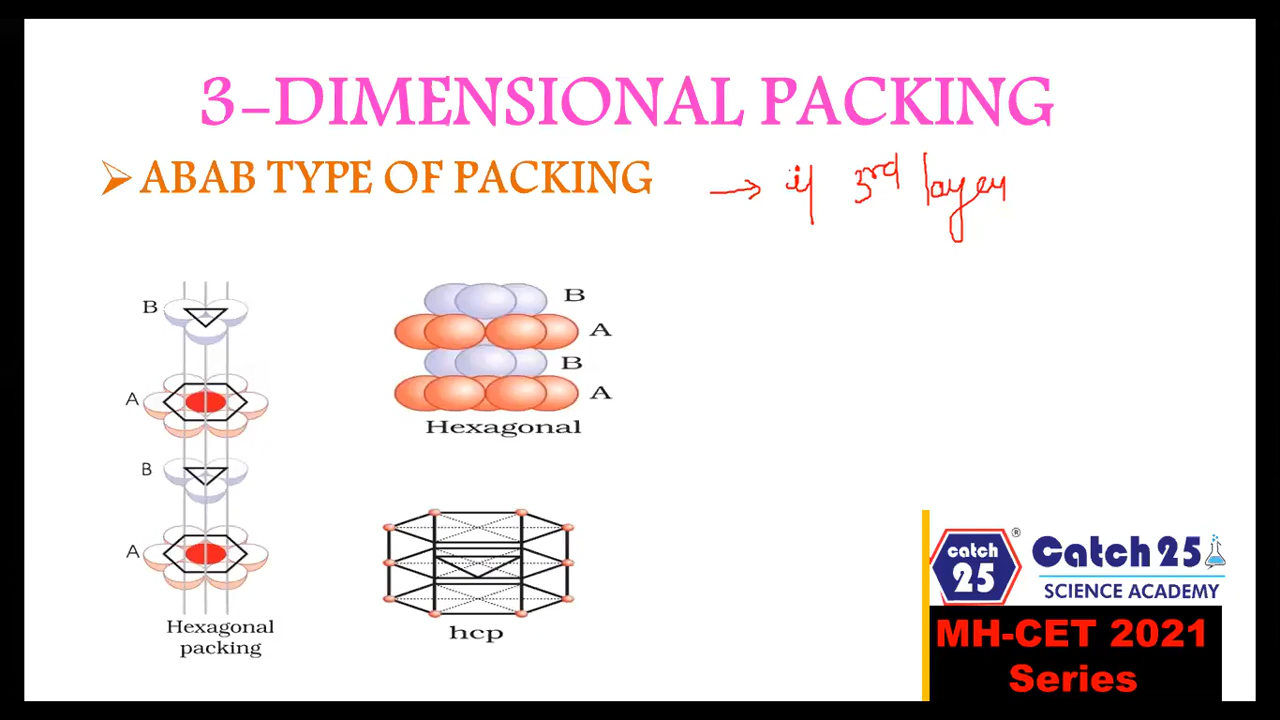 3-DIMENSIONAL PACKING
ABAB TYPE OF PACKING → if 3rd layer
B
A
B
A
Hexagonal
packing
B
A
B
A
Hexagonal
hcp
catch
25
®
Catch 25
SCIENCE ACADEMY
MH-CET 2021
Series